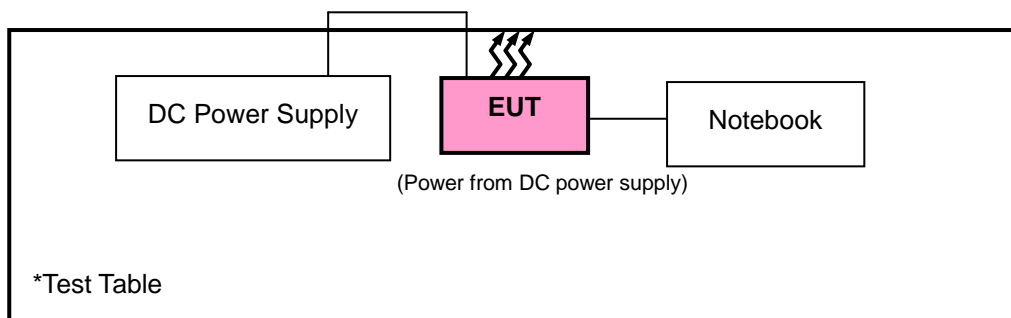 DC Power Supply
EUT
Notebook
(Power from DC power supply)
*Test Table